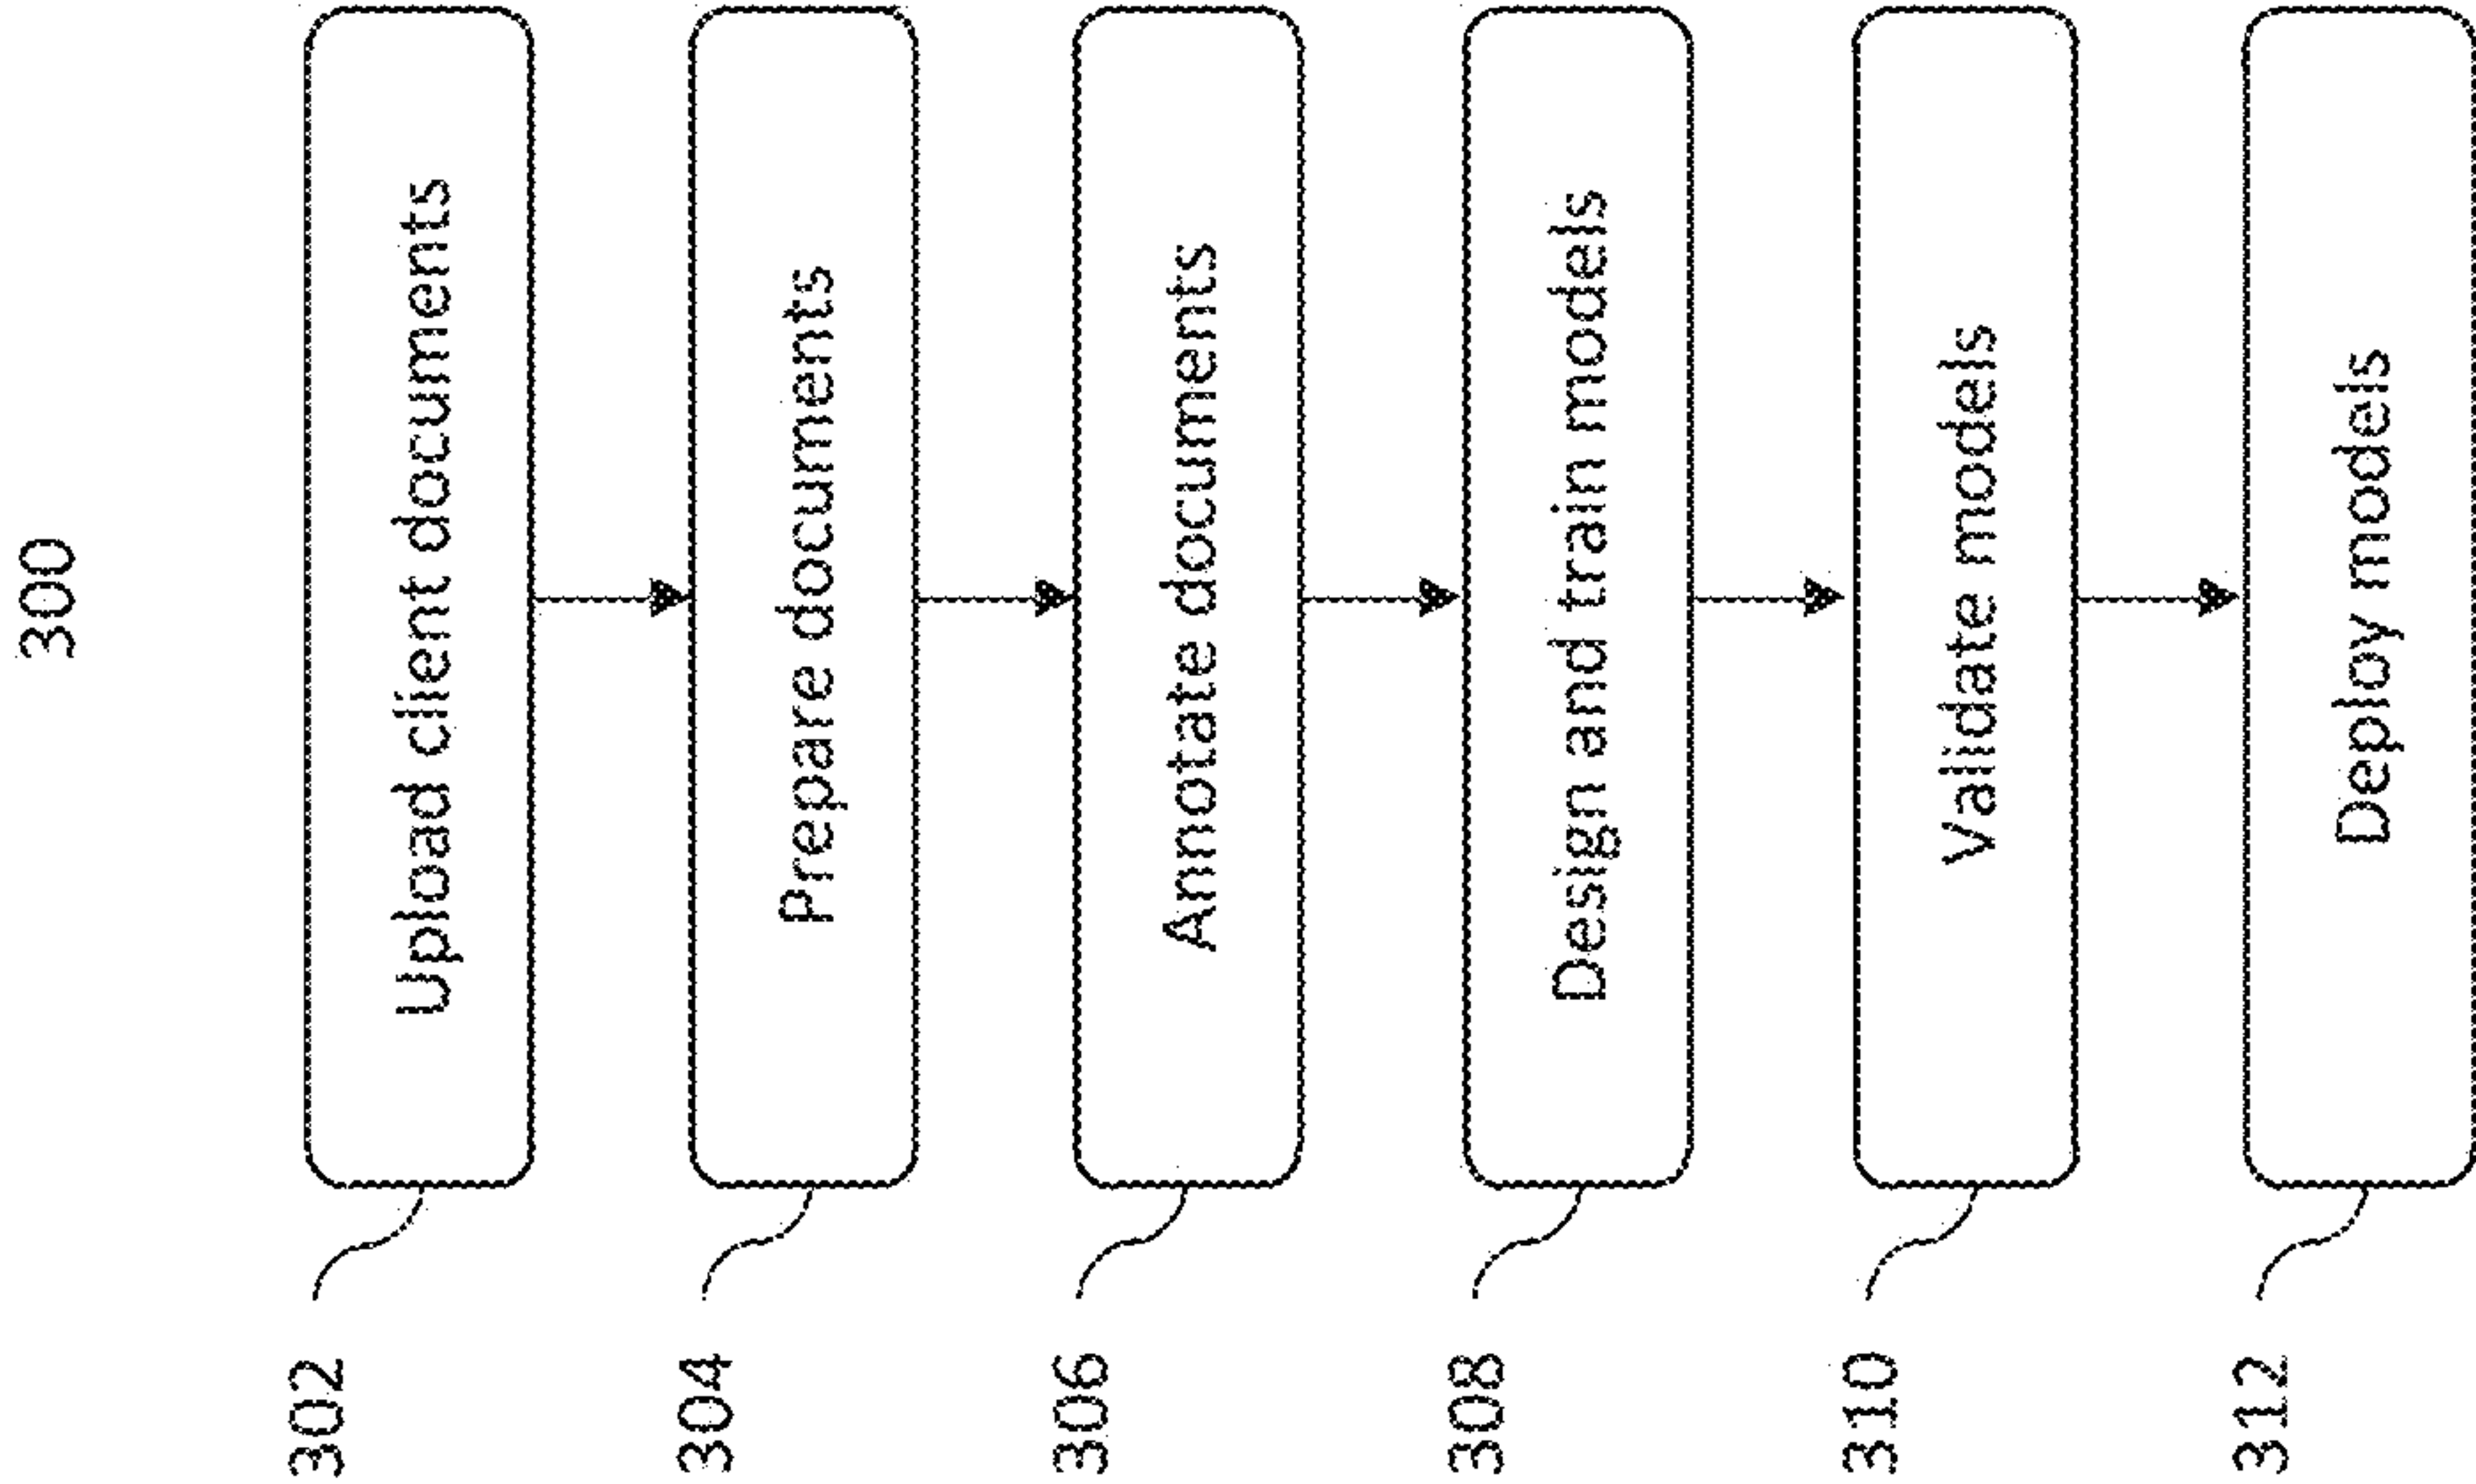 300
302
Upload client documents
304
Prepare documents
306
Annotate documents
308
Design and train models
310
Validate models
312
Deploy models